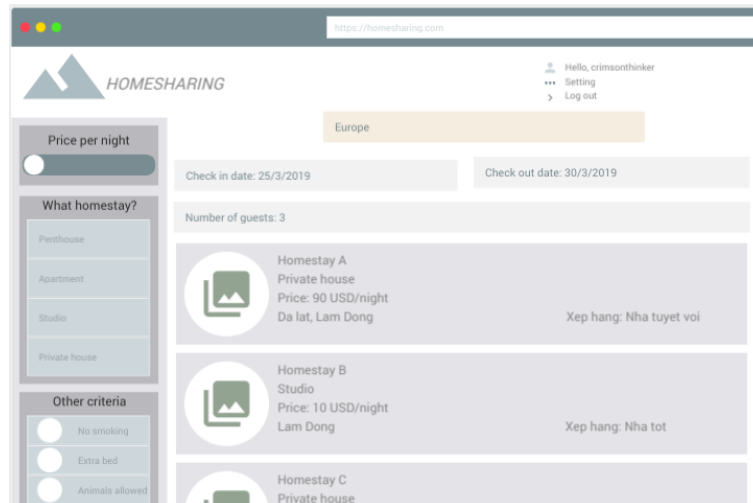 https://homesharing.com
HOMESHARING
Hello, crimsonthinker
Setting
Log out
Europe
Price per night
Check in date: 25/3/2019
Check out date: 30/3/2019
What homestay?
Number of guests: 3
Penthouse
Apartment
Studio
Private house
Other criteria
No smoking
Extra bed
Animals allowed
Homestay A
Private house
Price: 90 USD/night
Da lat, Lam Dong
Xep hang: Nha tuyet voi
Homestay B
Studio
Price: 10 USD/night
Lam Dong
Xep hang: Nha tot
Homestay C
Private house